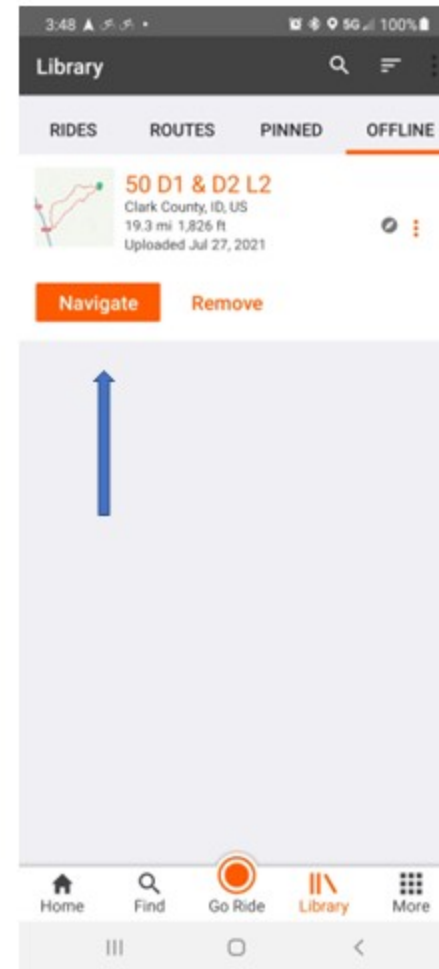 3:48 5G 100%
Library
RIDES ROUTES PINNED OFFLINE
50 D1 & D2 L2
Clark County, ID, US
19.3 mi 1,826 ft
Uploaded Jul 27, 2021
Navigate Remove
Home Find Go Ride Library More